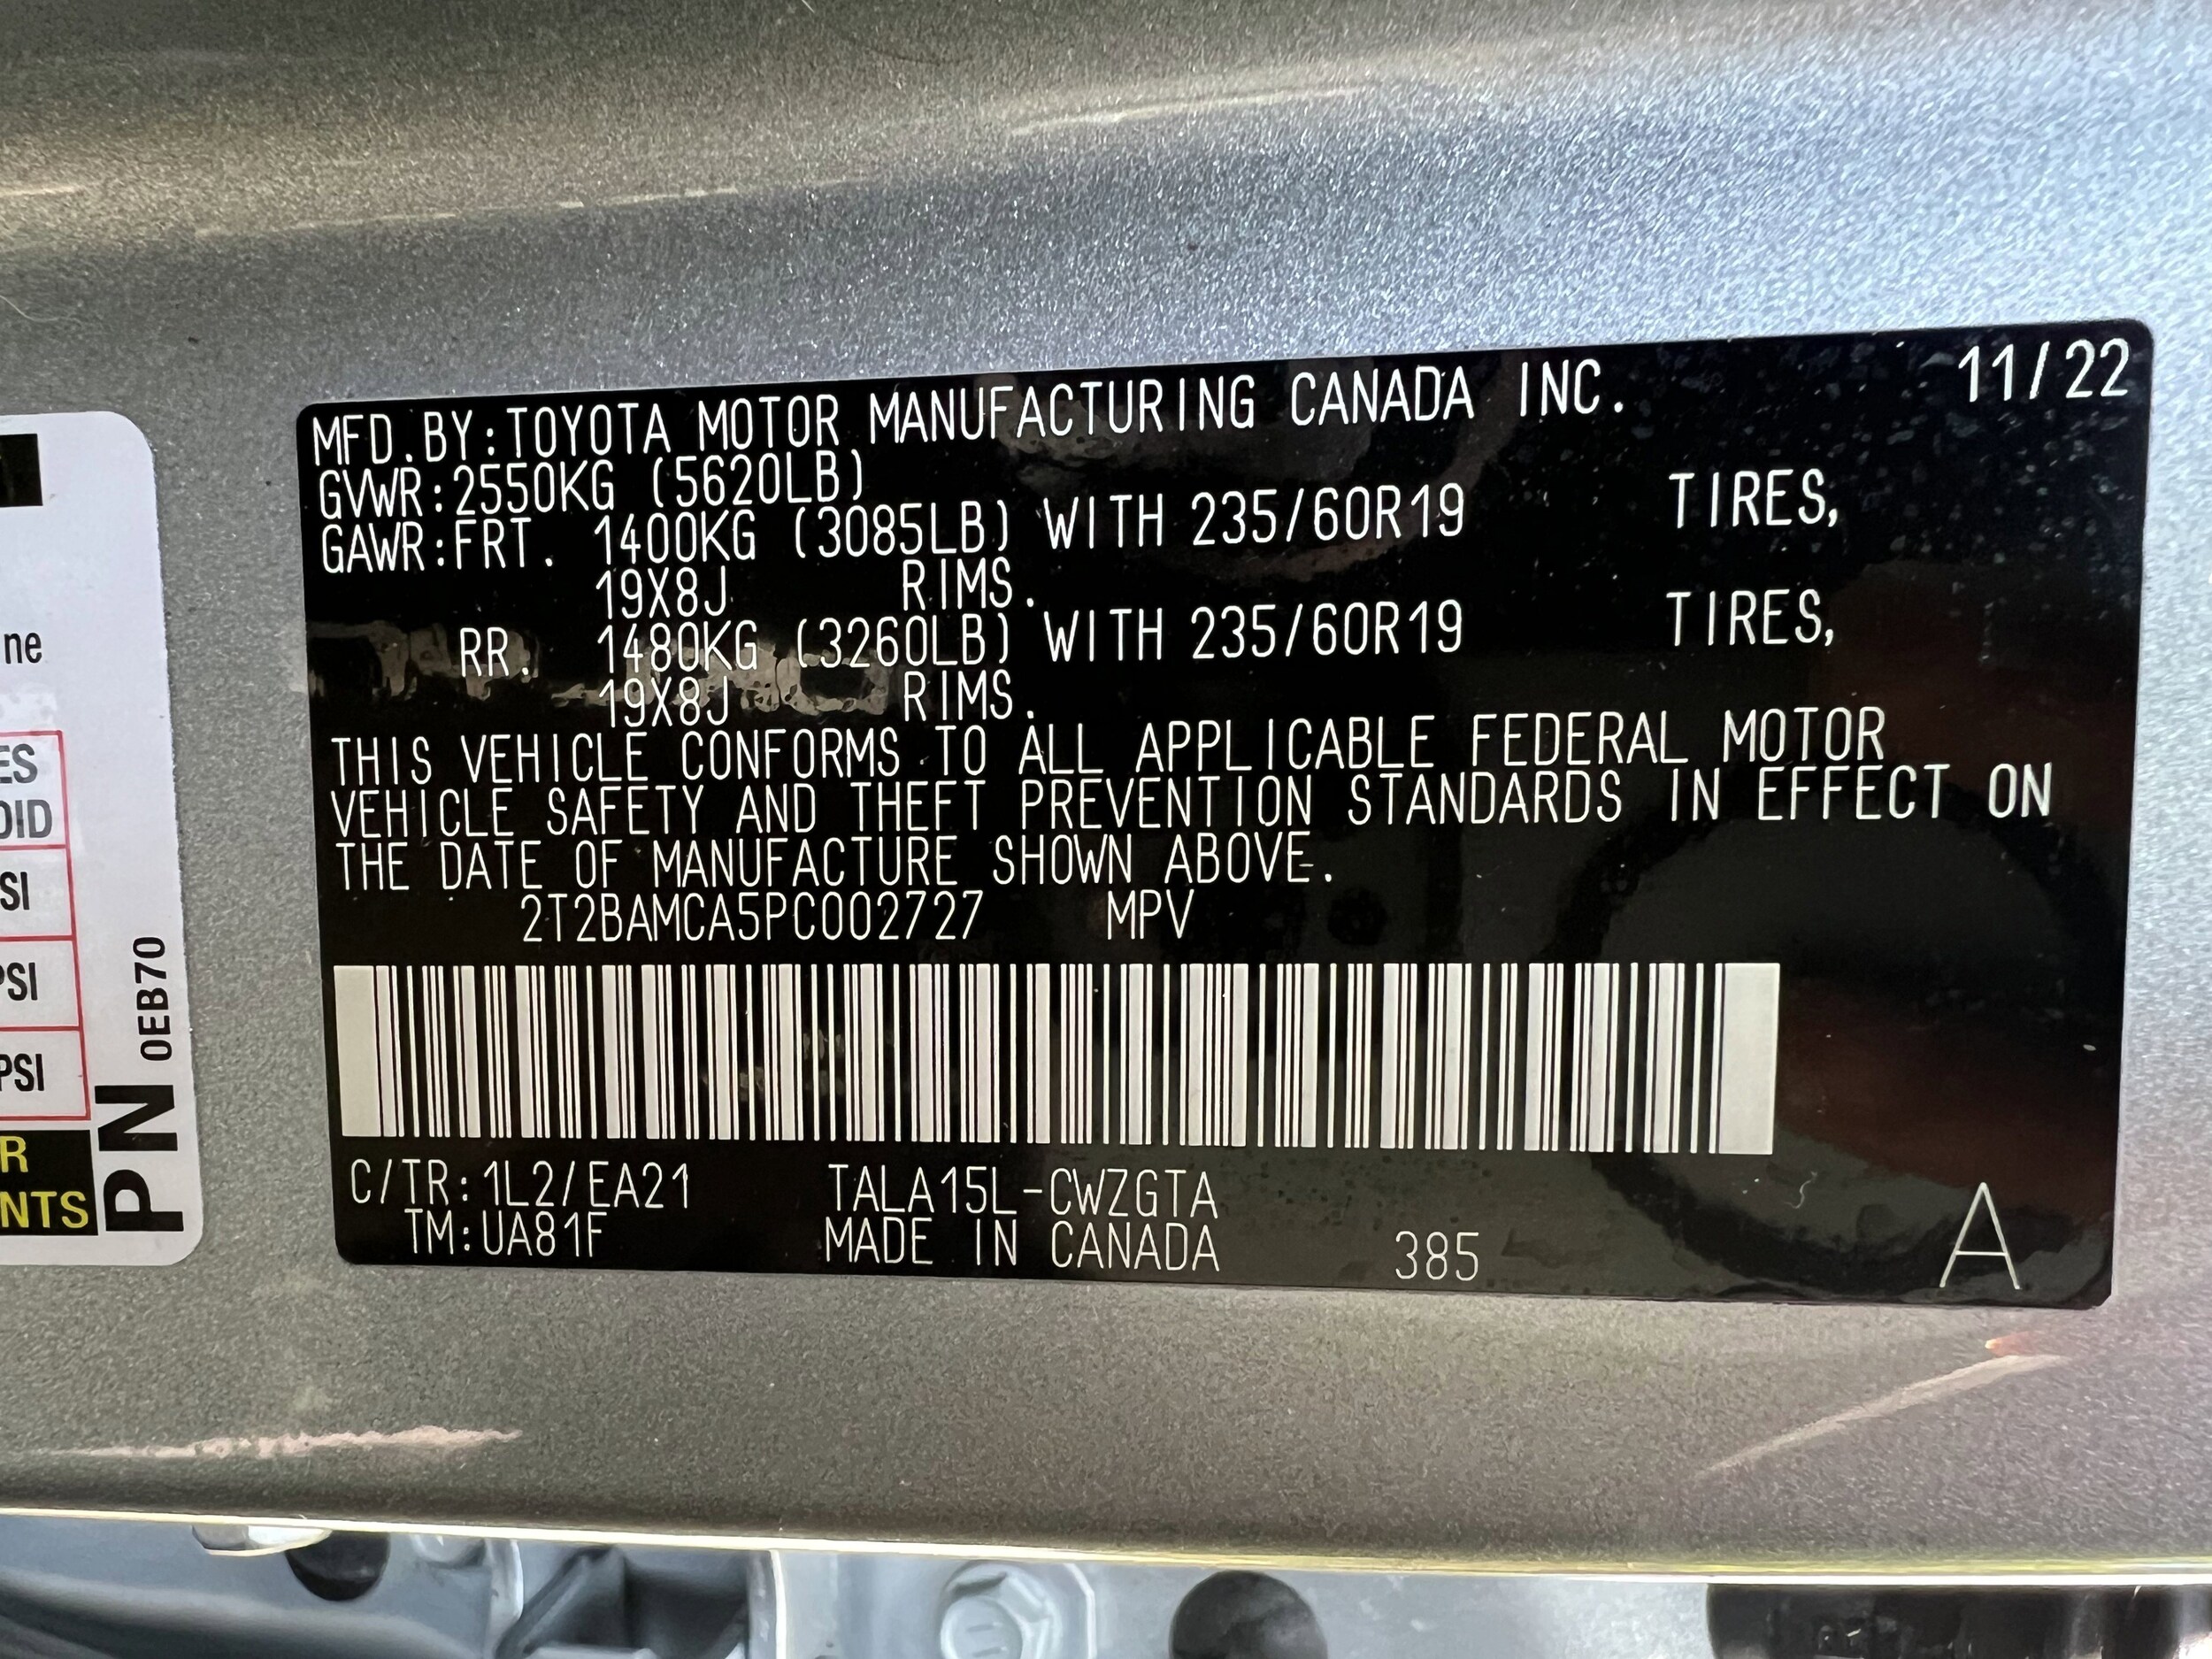 MFD.BY:TOYOTA MOTOR MANUFACTURING CANADA INC. 11/22
GVWR:2550KG (5620LB)
GAWR:FRT. 1400KG (3085LB) WITH 235/60R19 TIRES,
19X8J RIMS.
RR. 1480KG (3260LB) WITH 235/60R19 TIRES,
19X8J RIMS.
THIS VEHICLE CONFORMS TO ALL APPLICABLE FEDERAL MOTOR
VEHICLE SAFETY AND THEFT PREVENTION STANDARDS IN EFFECT ON
THE DATE OF MANUFACTURE SHOWN ABOVE.
2T2BAMCA5PC002727 MPV
C/TR:1L2/EA21 TALA15L-CWZGTA
TM:UA81F MADE IN CANADA 385 A
ne
ES
OID
SI
PSI
PSI
R
NTS
PN 0EB70